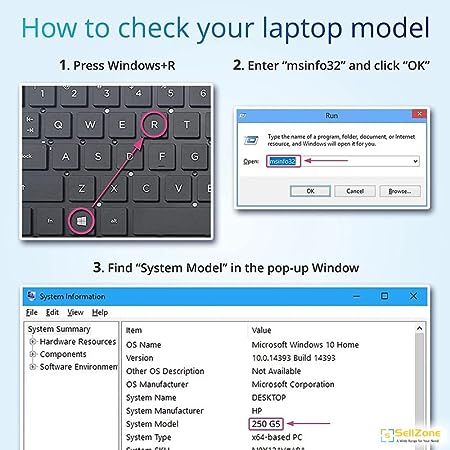 How to check your laptop model
1. Press Windows+R
2. Enter “msinfo32” and click “OK”
Q W E R T
A S D F
Z X C
fn alt
Run
Type the name of a program, folder, document, or Internet
resource, and Windows will open it for you.
Open: msinfo32
OK Cancel Browse...
3. Find “System Model” in the pop-up Window
System Information
File Edit View Help
System Summary
Hardware Resources
Components
Software Environmen
Item Value
OS Name Microsoft Windows 10 Home
Version 10.0.14393 Build 14393
Other OS Description Not Available
OS Manufacturer Microsoft Corporation
System Name DESKTOP
System Manufacturer HP
System Model 250 G5
System Type x64-based PC
SellZone